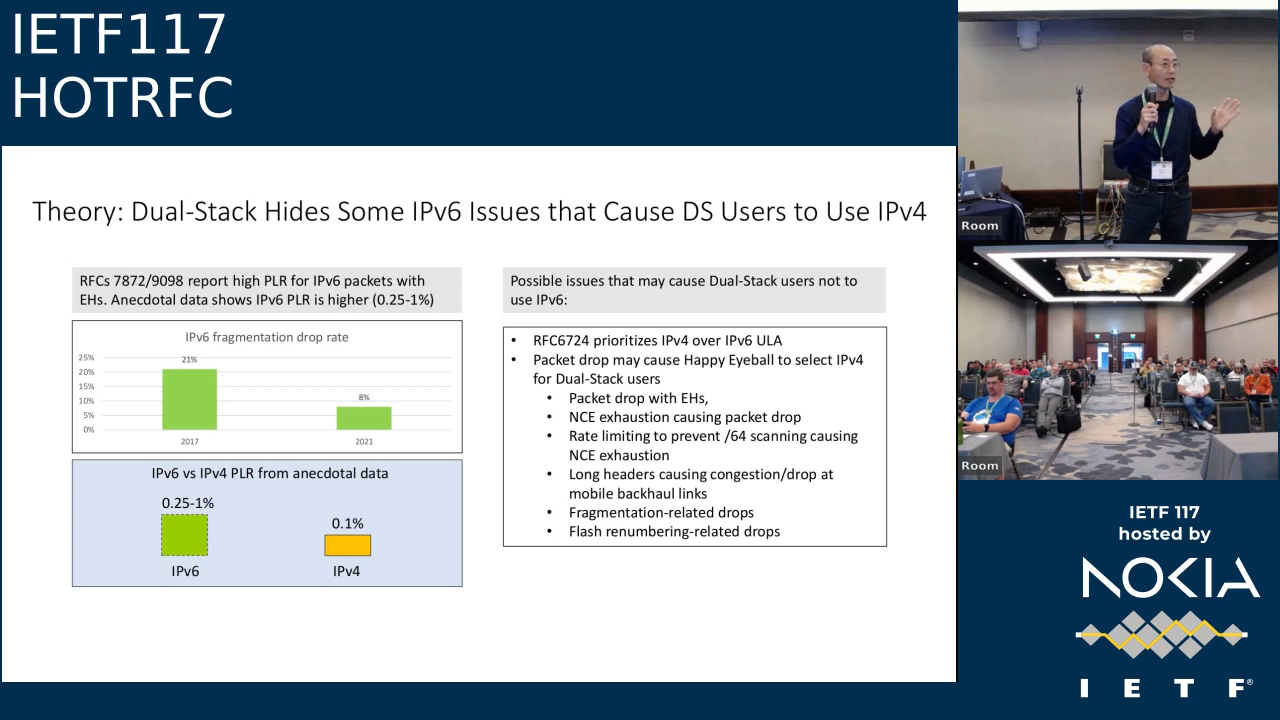 IETF117
HOTRFC
Theory: Dual-Stack Hides Some IPv6 Issues that Cause DS Users to Use IPv4
RFCs 7872/9098 report high PLR for IPv6 packets with
EHs. Anecdotal data shows IPv6 PLR is higher (0.25-1%)
IPv6 fragmentation drop rate
25%
20%
15%
10%
5%
0%
21%
8%
2017
2021
IPv6 vs IPv4 PLR from anecdotal data
0.25-1%
0.1%
IPv6
IPv4
Possible issues that may cause Dual-Stack users not to
use IPv6:
• RFC6724 prioritizes IPv4 over IPv6 ULA
• Packet drop may cause Happy Eyeball to select IPv4
for Dual-Stack users
• Packet drop with EHs,
• NCE exhaustion causing packet drop
• Rate limiting to prevent /64 scanning causing
NCE exhaustion
• Long headers causing congestion/drop at
mobile backhaul links
• Fragmentation-related drops
• Flash renumbering-related drops
Room
Room
IETF 117
hosted by
NOKIA
I E T F®